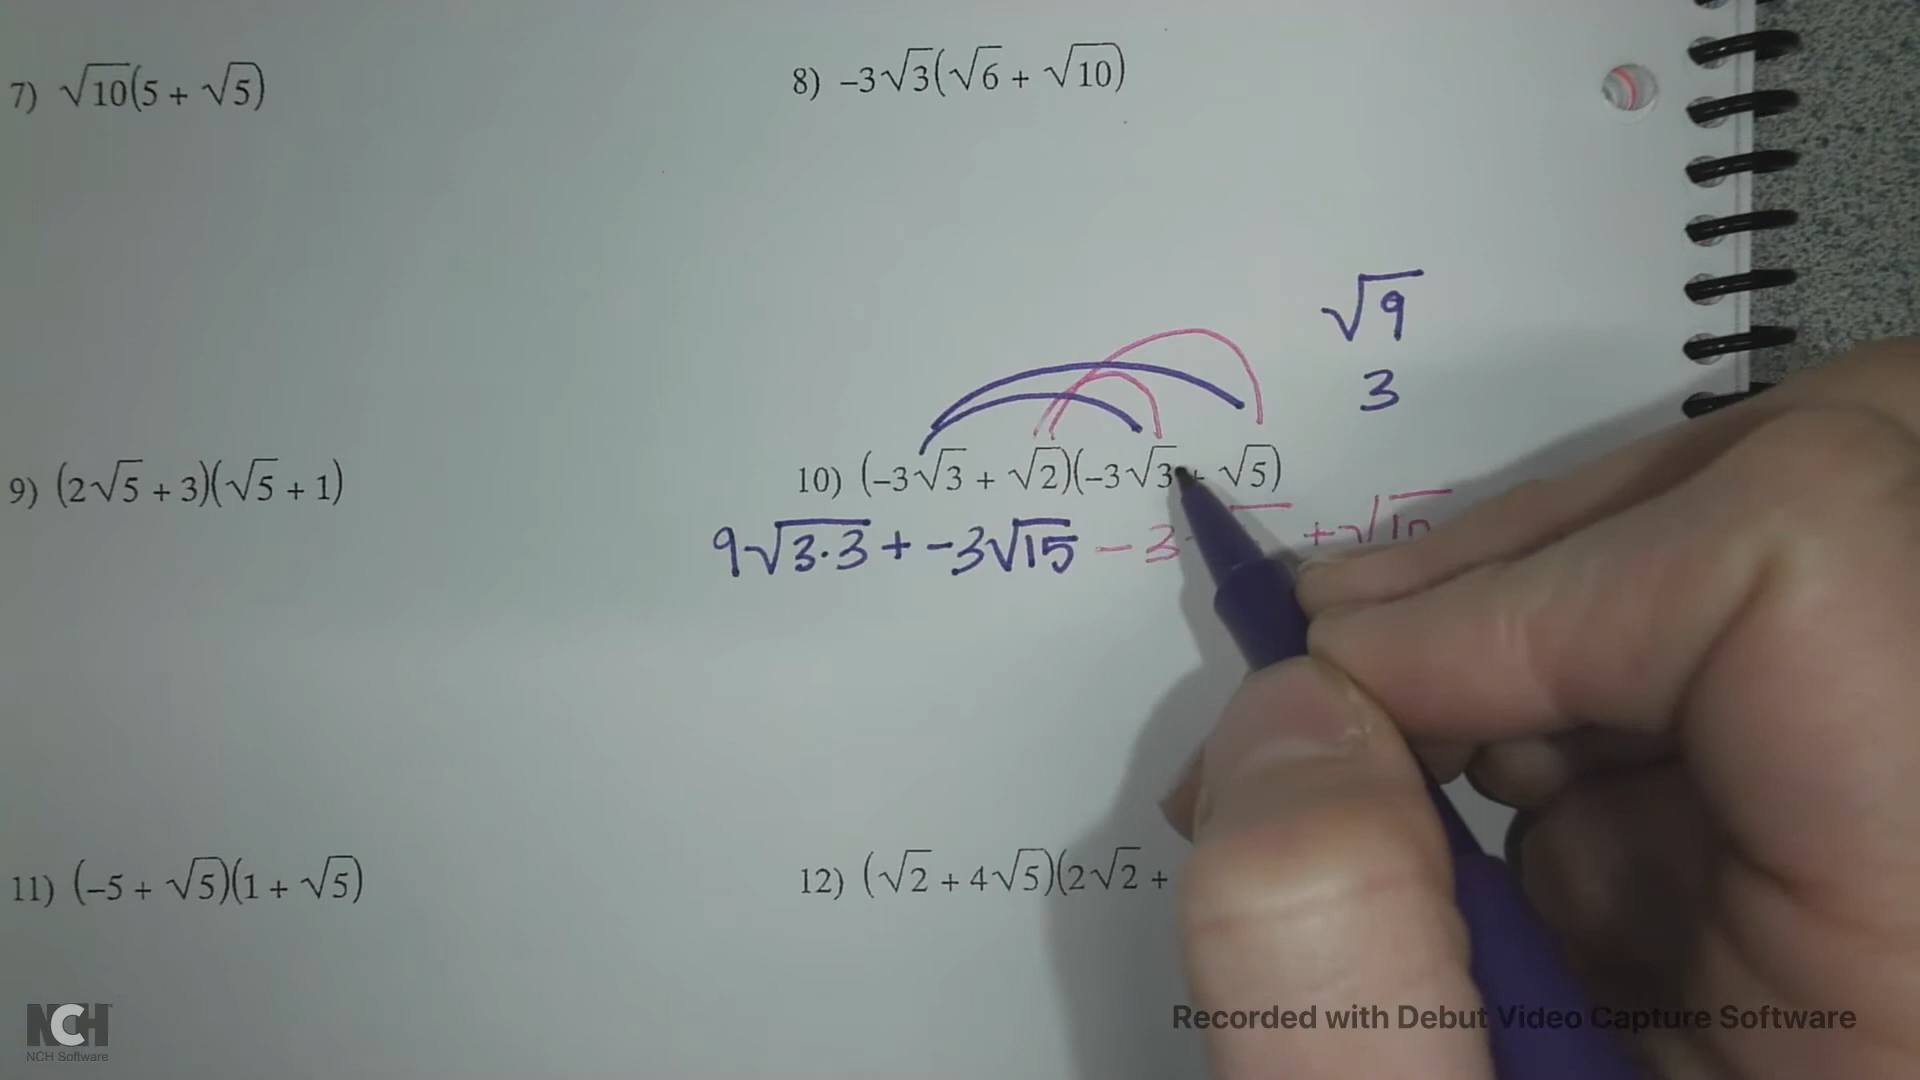 7) √10(5 + √5)
8) −3√3(√6 + √10)
√9
3
10) (−3√3 + √2)(−3√3 + √5)
9) (2√5 + 3)(√5 + 1)
9√3·3 + −3√15 − 3 + √10
11) (−5 + √5)(1 + √5)
12) (√2 + 4√5)(2√2 +
NCH
NCH Software
Recorded with Debut Video Capture Software